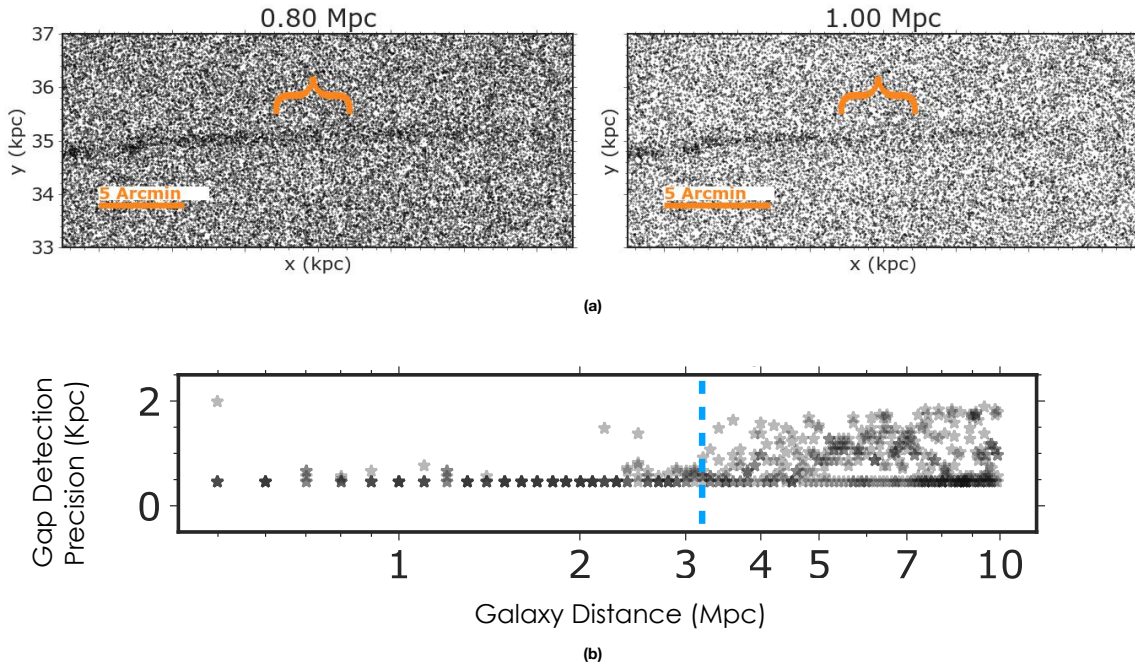 0.80 Mpc
1.00 Mpc
37
36
35
34
33
y (kpc)
y (kpc)
5 Arcmin
5 Arcmin
x (kpc)
x (kpc)
(a)
Gap Detection
Precision (Kpc)
2
0
1
2
3
4
5
7
10
Galaxy Distance (Mpc)
(b)